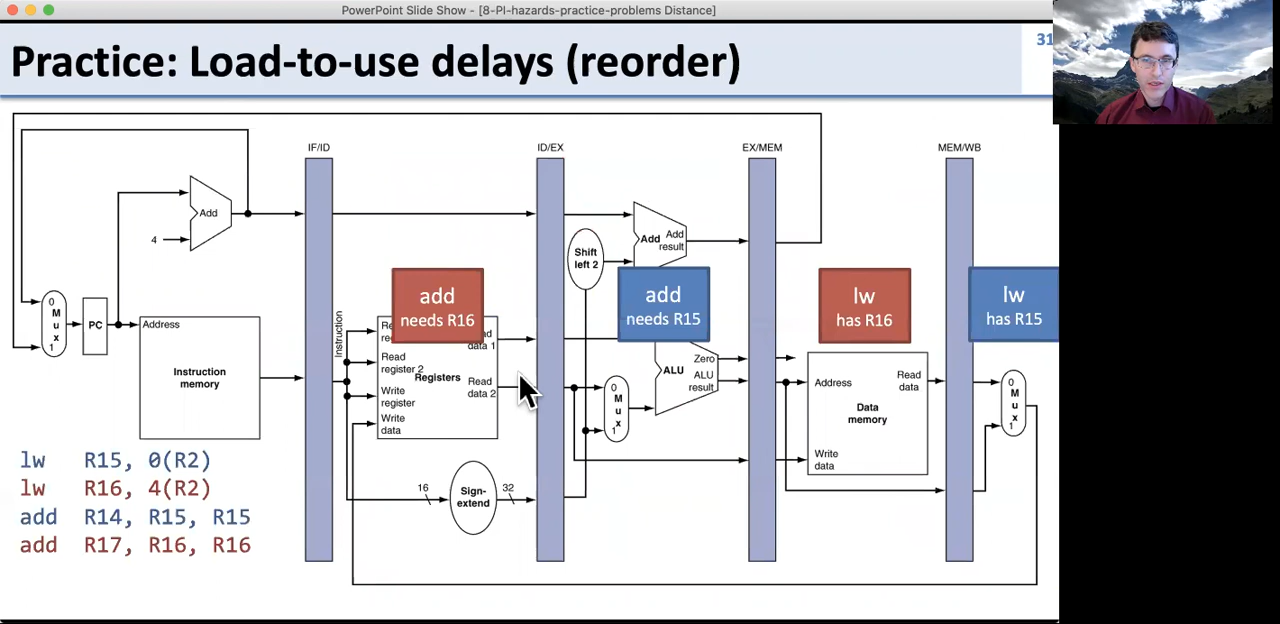 PowerPoint Slide Show - [8-PI-hazards-practice-problems Distance]
Practice: Load-to-use delays (reorder)
31
IF/ID
ID/EX
EX/MEM
MEM/WB
Add
4
Add
Add
result
Shift
left 2
add
needs R16
add
needs R15
lw
has R16
lw
has R15
0
M
u
x
1
PC
Address
Instruction
memory
Instruction
Read
register 2
Registers
Write
register
Write
data
data 1
Read
data 2
0
M
u
x
1
Zero
ALU
ALU
result
Address
Read
data
Data
memory
Write
data
0
M
u
x
1
16
Sign-
extend
32
lw R15, 0(R2)
lw R16, 4(R2)
add R14, R15, R15
add R17, R16, R16